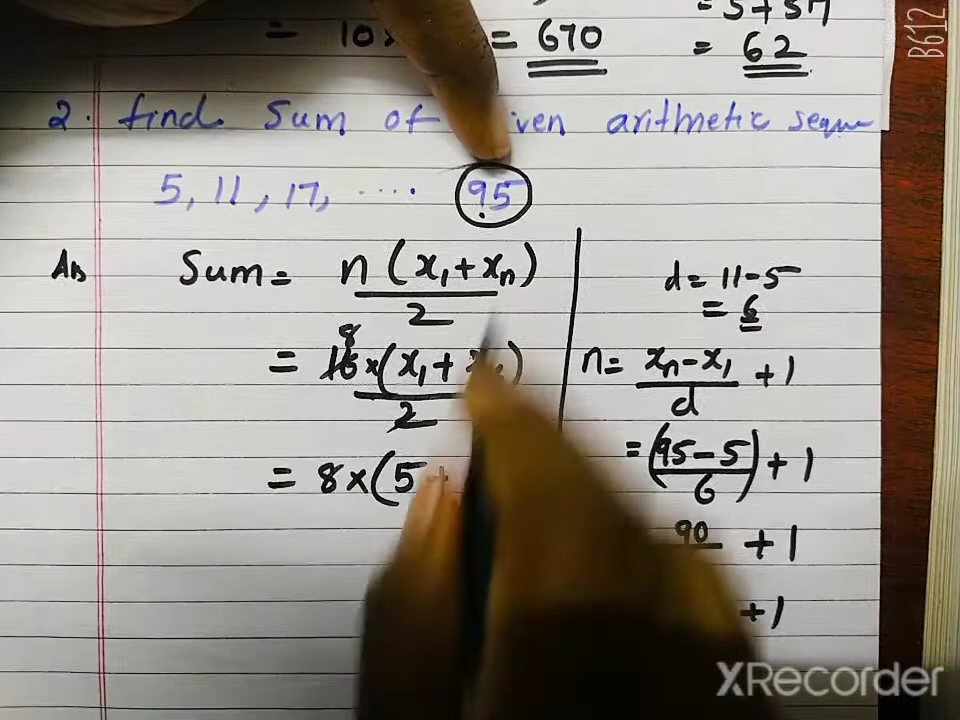 = 5 + 57
= 10× = 670 = 62
2. find Sum of given arithmetic seque
5, 11, 17, .... 95
Ans Sum = n (x₁ + xₙ) / 2
d = 11 - 5
= 6
= 16 8 × (x₁ + xₙ) / 2
n = xₙ - x₁ / d + 1
= 8 × (5 +
= (95 - 5 / 6) + 1
90 + 1
+ 1
B612
XRecorder